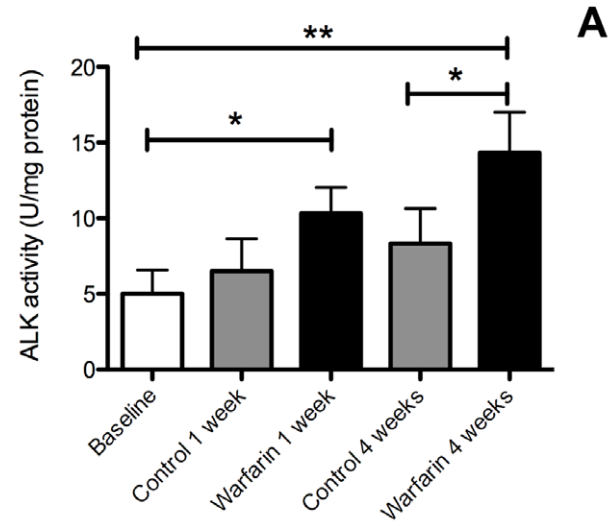 A
**
*
*
ALK activity (U/mg protein)
20
15
10
5
0
Baseline
Control 1 week
Warfarin 1 week
Control 4 weeks
Warfarin 4 weeks